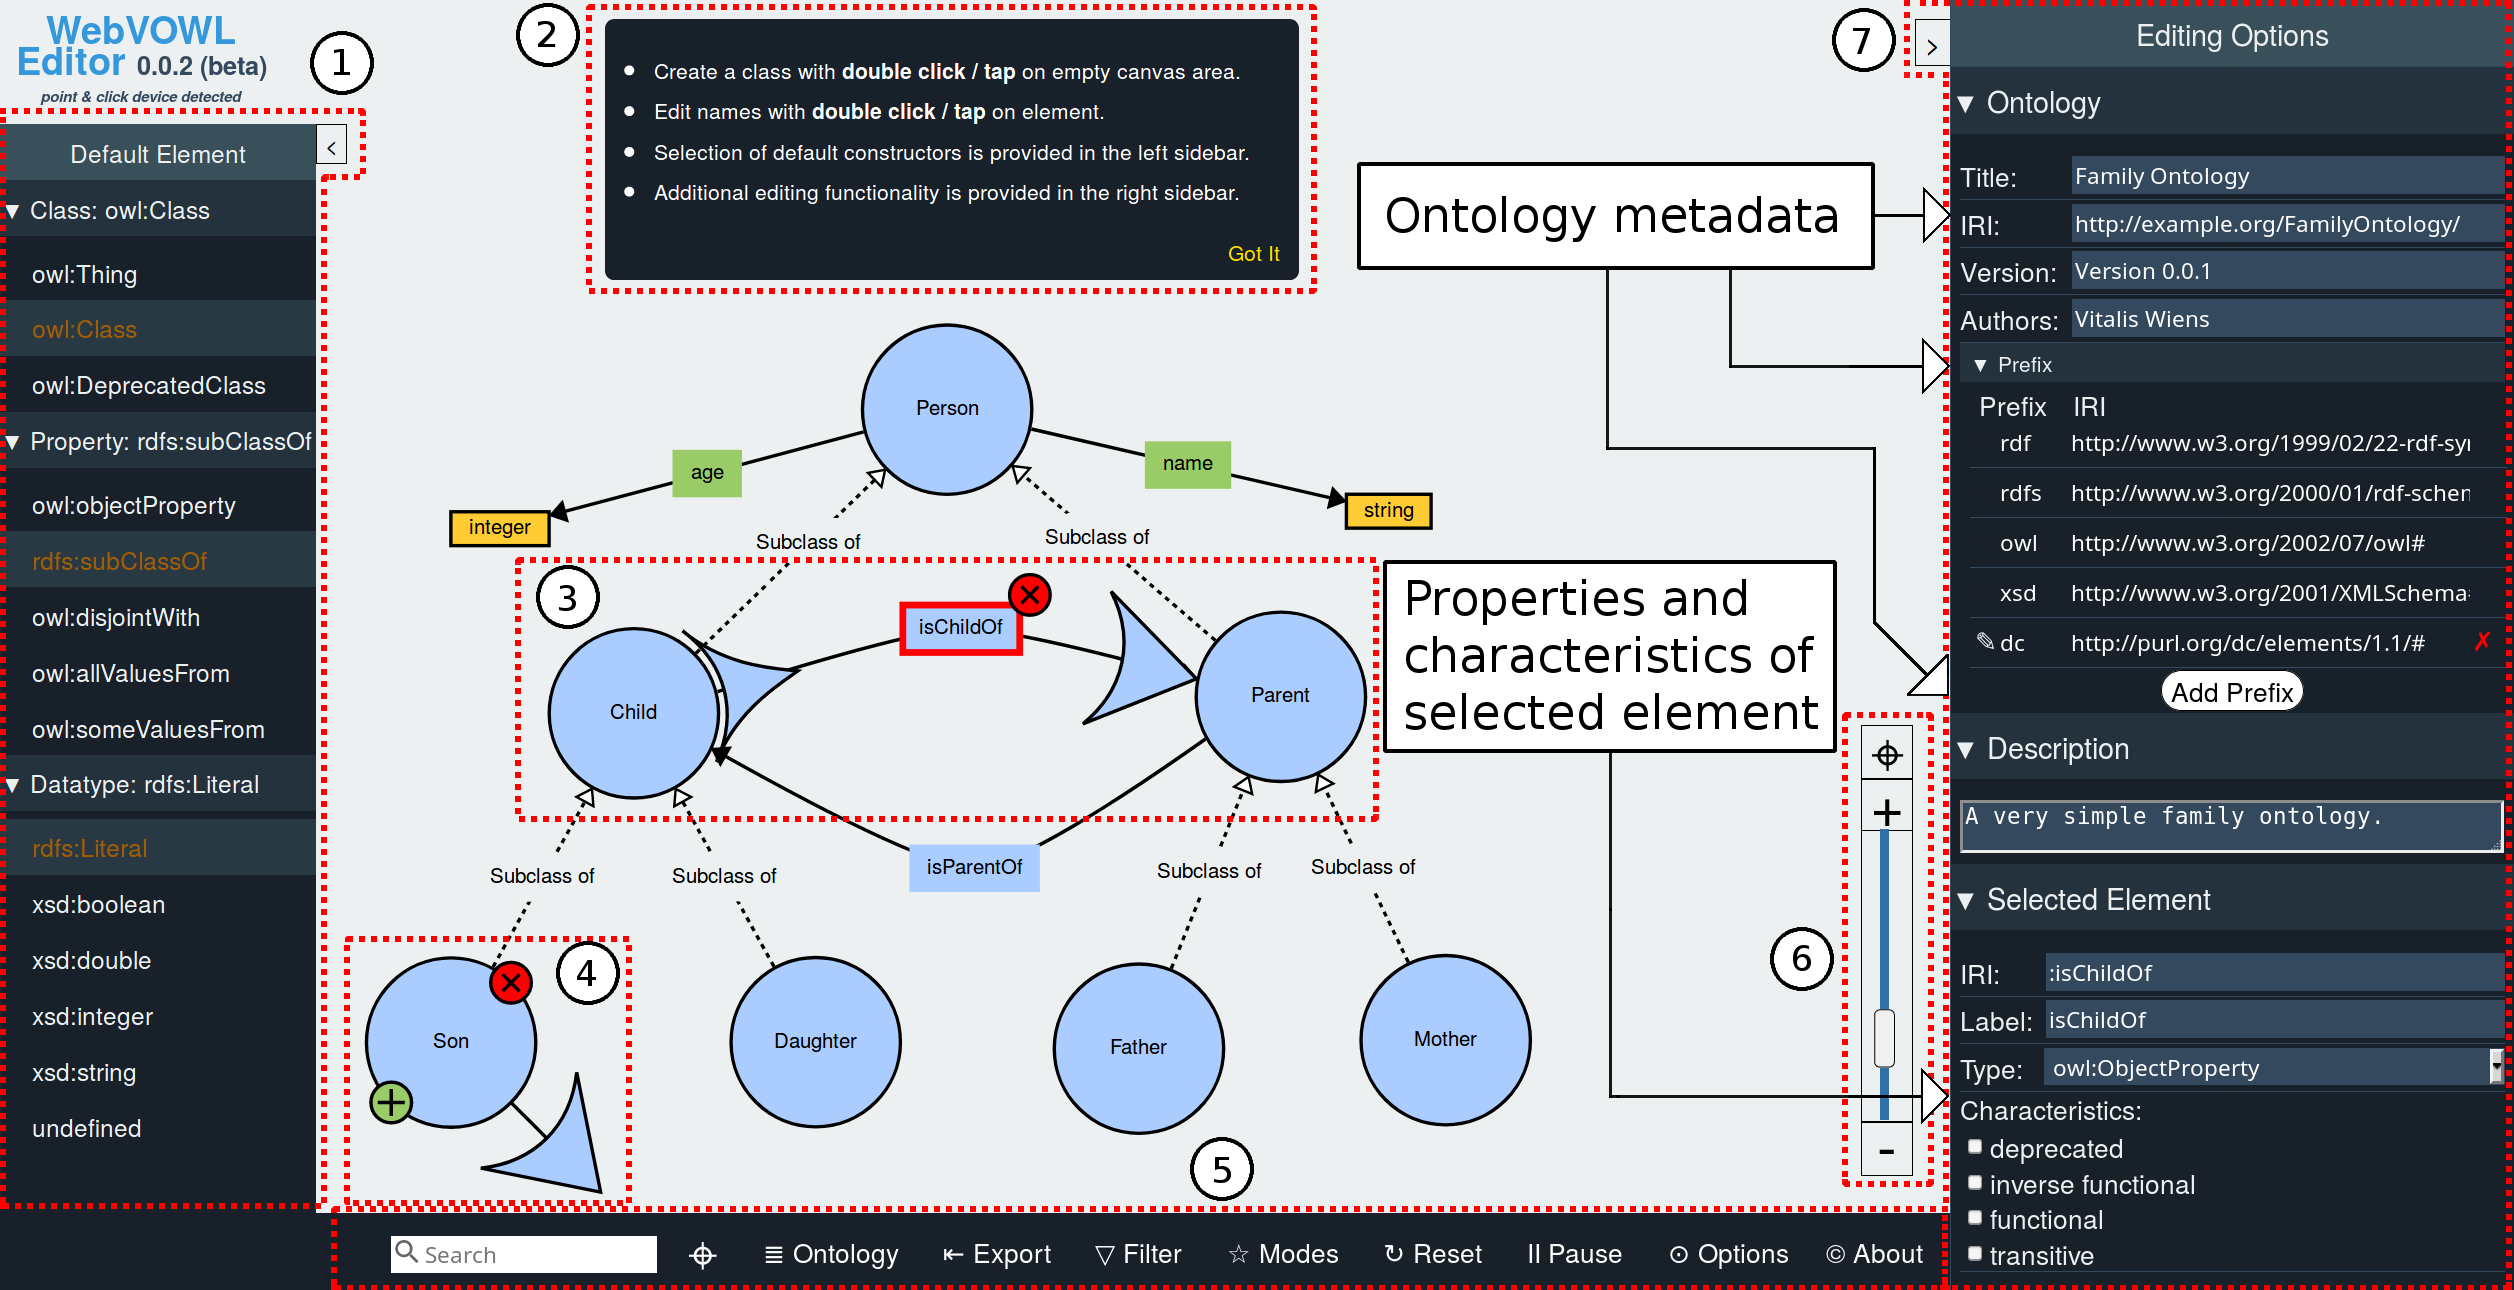 WebVOWL
Editor 0.0.2 (beta)
point & click device detected
1
Default Element
<
▼ Class: owl:Class
owl:Thing
owl:Class
owl:DeprecatedClass
▼ Property: rdfs:subClassOf
owl:objectProperty
rdfs:subClassOf
owl:disjointWith
owl:allValuesFrom
owl:someValuesFrom
▼ Datatype: rdfs:Literal
rdfs:Literal
xsd:boolean
xsd:double
xsd:integer
xsd:string
undefined
2
• Create a class with double click / tap on empty canvas area.
• Edit names with double click / tap on element.
• Selection of default constructors is provided in the left sidebar.
• Additional editing functionality is provided in the right sidebar.
Got It
Ontology metadata
Person
age
name
integer
string
Subclass of
Subclass of
3
isChildOf
Child
Parent
Properties and
characteristics of
selected element
isParentOf
Subclass of
Subclass of
Subclass of
Subclass of
4
Son
Daughter
Father
Mother
5
6
+
-
Search
Ontology
Export
Filter
☆ Modes
↻ Reset
II Pause
⊙ Options
© About
7
>
Editing Options
▼ Ontology
Title: Family Ontology
IRI: http://example.org/FamilyOntology/
Version: Version 0.0.1
Authors: Vitalis Wiens
▼ Prefix
Prefix IRI
rdf http://www.w3.org/1999/02/22-rdf-syn
rdfs http://www.w3.org/2000/01/rdf-schem
owl http://www.w3.org/2002/07/owl#
xsd http://www.w3.org/2001/XMLSchema
✎ dc http://purl.org/dc/elements/1.1/# ✗
Add Prefix
▼ Description
A very simple family ontology.
▼ Selected Element
IRI: :isChildOf
Label: isChildOf
Type: owl:ObjectProperty
Characteristics:
deprecated
inverse functional
functional
transitive